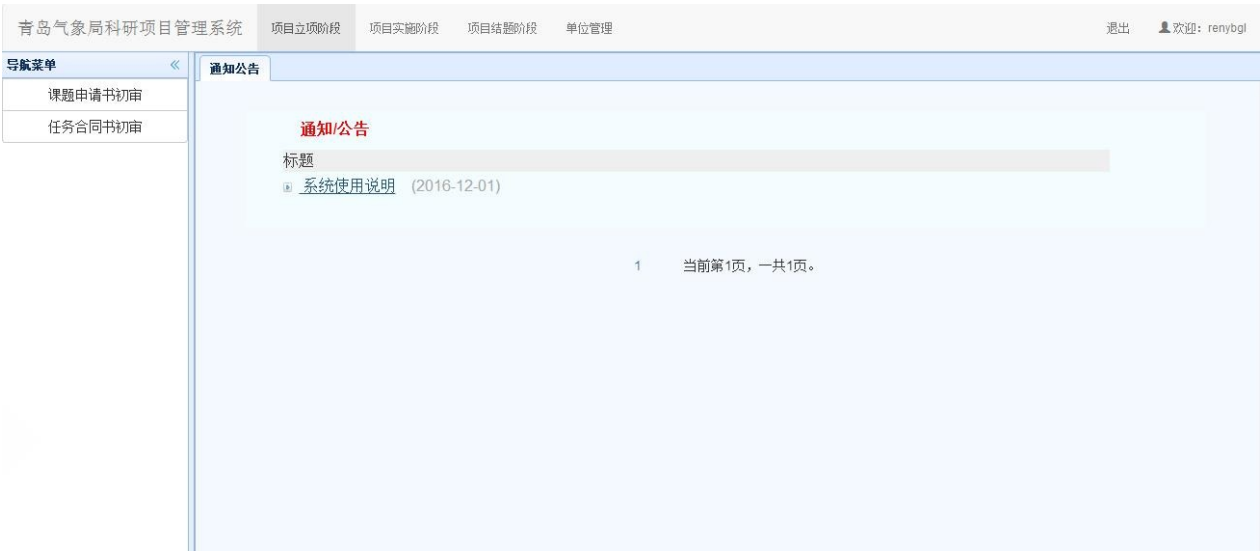 青岛气象局科研项目管理系统 项目立项阶段 项目实施阶段 项目结题阶段 单位管理 退出 欢迎: renybgl
导航菜单 《 通知公告
课题申请书初审
任务合同书初审
通知/公告
标题
系统使用说明 (2016-12-01)
1 当前第1页，一共1页。